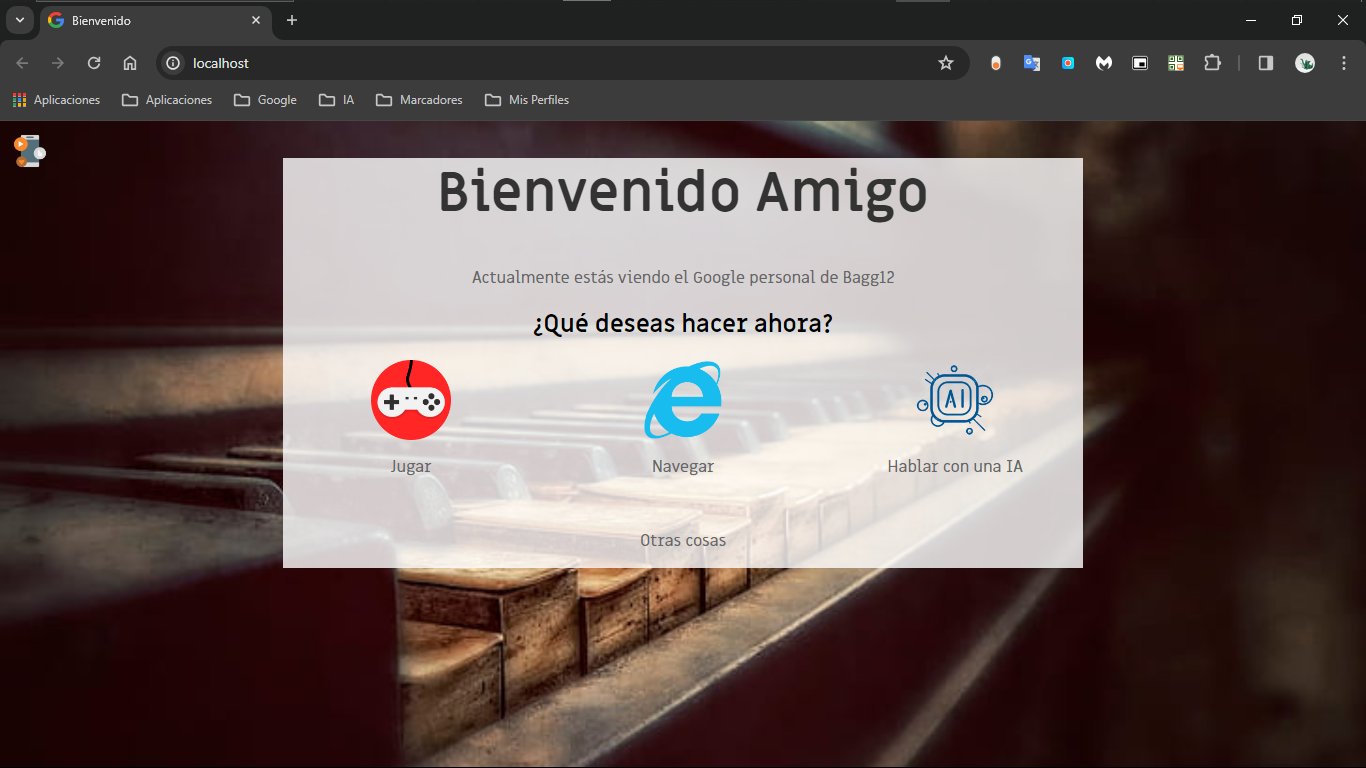 Bienvenido
localhost
Aplicaciones
Aplicaciones
Google
IA
Marcadores
Mis Perfiles
Bienvenido Amigo
Actualmente estás viendo el Google personal de Bagg12
¿Qué deseas hacer ahora?
AI
Jugar
Navegar
Hablar con una IA
Otras cosas